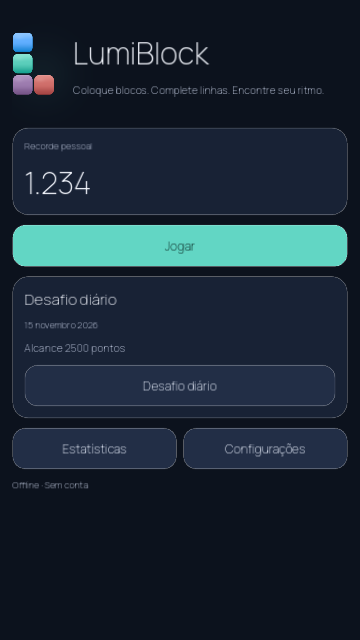 LumiBlock
Coloque blocos. Complete linhas. Encontre seu ritmo.
Recorde pessoal
1.234
Jogar
Desafio diário
15 novembro 2026
Alcance 2500 pontos
Desafio diário
Estatísticas
Configurações
Offline · Sem conta